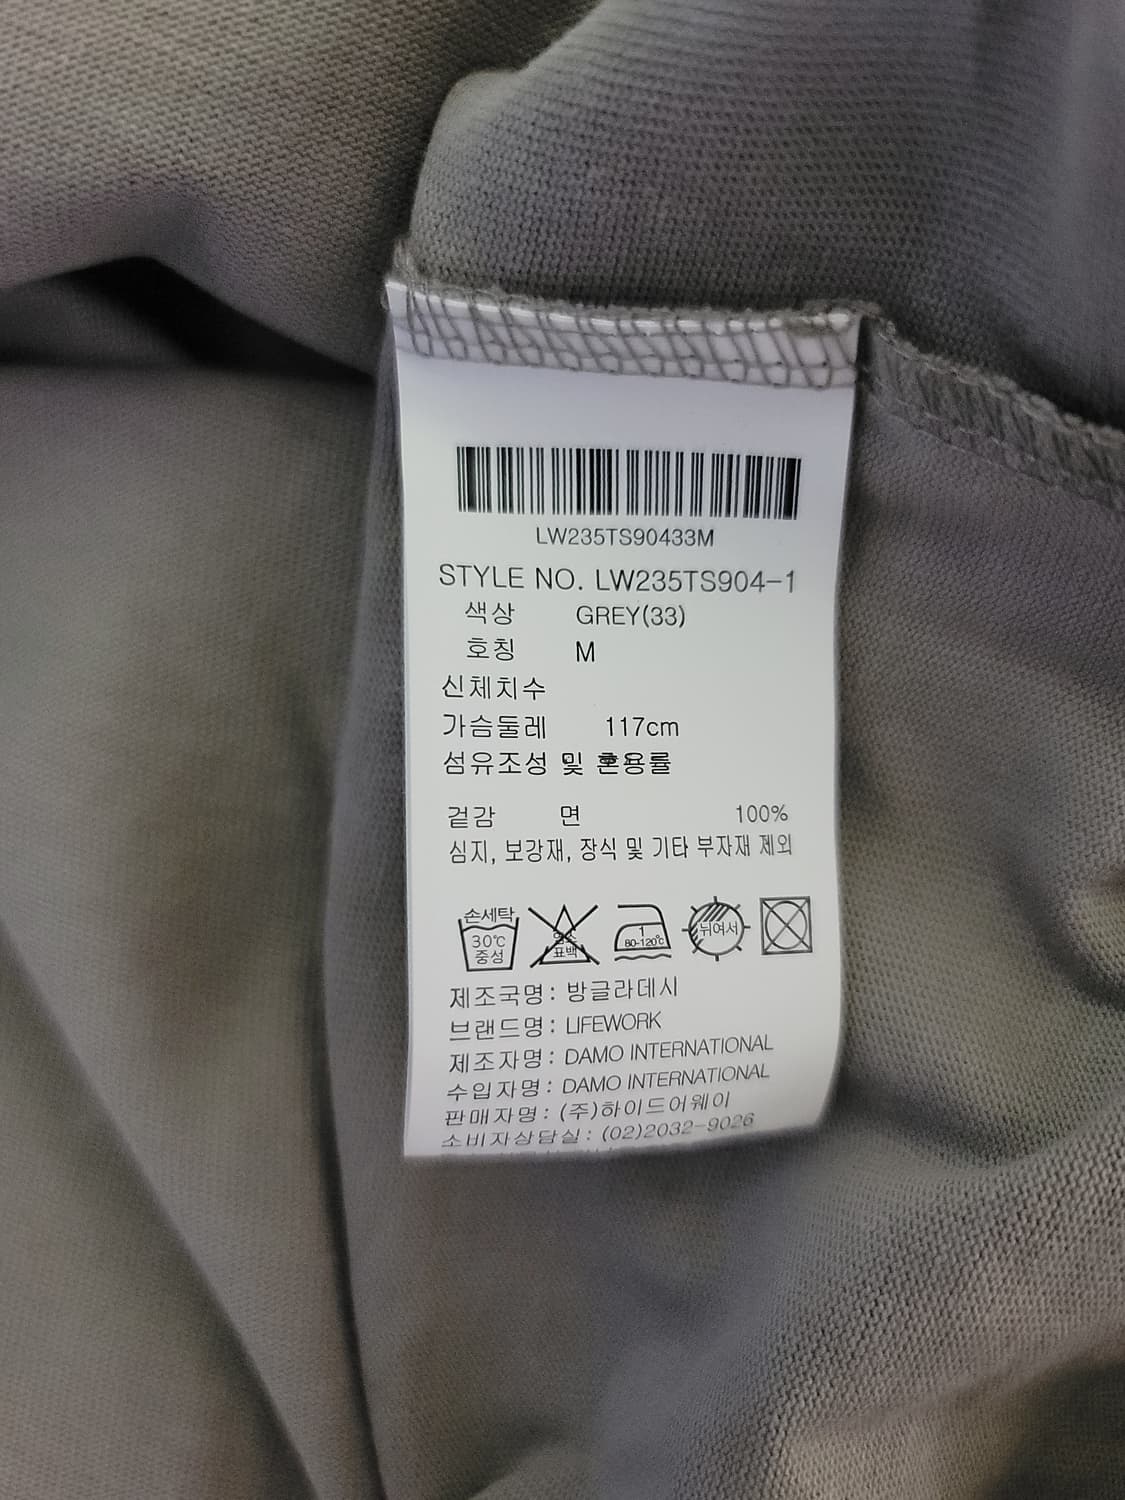 LW235TS90433M
STYLE NO. LW235TS904-1
색상 GREY(33)
호칭 M
신체치수
가슴둘레 117cm
섬유조성 및 혼용률
겉감 면 100%
심지, 보강재, 장식 및 기타 부자재 제외
손세탁
30℃
중성
염소
표백
1
80-120℃
뉘여서
제조국명: 방글라데시
브랜드명: LIFEWORK
제조자명: DAMO INTERNATIONAL
수입자명: DAMO INTERNATIONAL
판매자명: (주)하이드어웨이
소비자상담실: (02)2032-9026